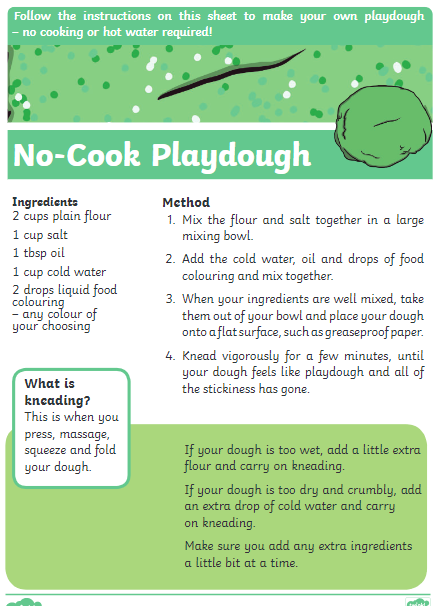 Follow the instructions on this sheet to make your own playdough
– no cooking or hot water required!
No-Cook Playdough
Ingredients
2 cups plain flour
1 cup salt
1 tbsp oil
1 cup cold water
2 drops liquid food
colouring
– any colour of
your choosing
Method
1. Mix the flour and salt together in a large
mixing bowl.
2. Add the cold water, oil and drops of food
colouring and mix together.
3. When your ingredients are well mixed, take
them out of your bowl and place your dough
onto a flat surface, such as greaseproof paper.
4. Knead vigorously for a few minutes, until
your dough feels like playdough and all of
the stickiness has gone.
What is
kneading?
This is when you
press, massage,
squeeze and fold
your dough.
If your dough is too wet, add a little extra
flour and carry on kneading.
If your dough is too dry and crumbly, add
an extra drop of cold water and carry
on kneading.
Make sure you add any extra ingredients
a little bit at a time.